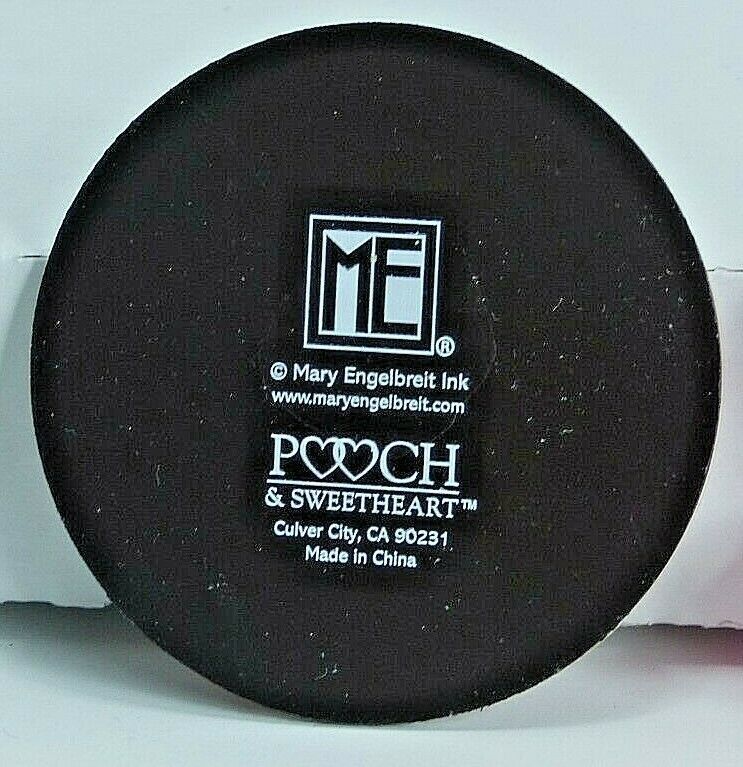 ME
®
© Mary Engelbreit Ink
www.maryengelbreit.com
POOCH
& SWEETHEART™
Culver City, CA 90231
Made in China